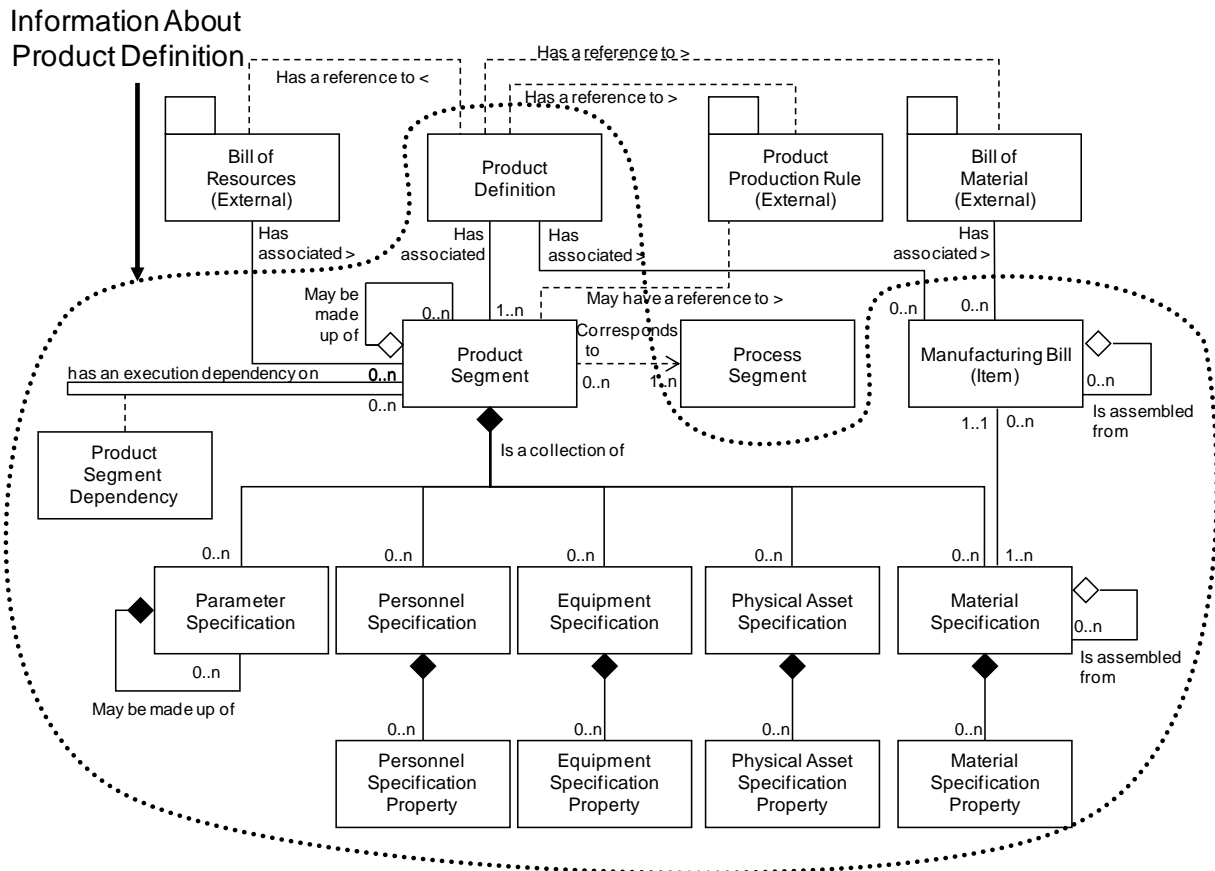 Information About
Product Definition
Has a reference to >
Has a reference to <
Has a reference to >
Bill of
Resources
(External)
Product
Definition
Product
Production Rule
(External)
Bill of
Material
(External)
Has
associated >
Has
associated
Has
associated >
Has
associated >
May be
made
up of
0..n
1..n
May have a reference to >
0..n
0..n
Product
Segment
Corresponds
to
0..n
1..n
Process
Segment
Manufacturing Bill
(Item)
0..n
Is assembled
from
has an execution dependency on
0..n
0..n
1..1
0..n
Product
Segment
Dependency
Is a collection of
0..n
0..n
0..n
0..n
0..n
1..n
Parameter
Specification
Personnel
Specification
Equipment
Specification
Physical Asset
Specification
Material
Specification
0..n
Is assembled
from
0..n
May be made up of
0..n
0..n
0..n
0..n
Personnel
Specification
Property
Equipment
Specification
Property
Physical Asset
Specification
Property
Material
Specification
Property